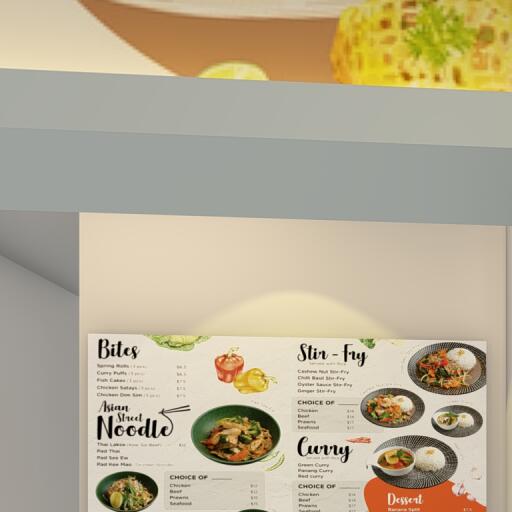 Bites
Spring Rolls
Curry Puffs
Fish Cakes
Chicken Satays
Chicken Dim Sim
Asian
Street
Noodle
Thai Laksa
Pad Thai
Pad See Ew
Pad Kee Mao
CHOICE OF
Chicken
Beef
Prawns
Seafood
Stir-Fry
Cashew Nut Stir-Fry
Chilli Basil Stir-Fry
Oyster Sauce Stir-Fry
Ginger Stir-Fry
CHOICE OF
Chicken
Beef
Prawns
Seafood
Curry
Green Curry
Panang Curry
Red curry
CHOICE OF
Chicken
Beef
Prawns
Seafood
Dessert
Banana Split